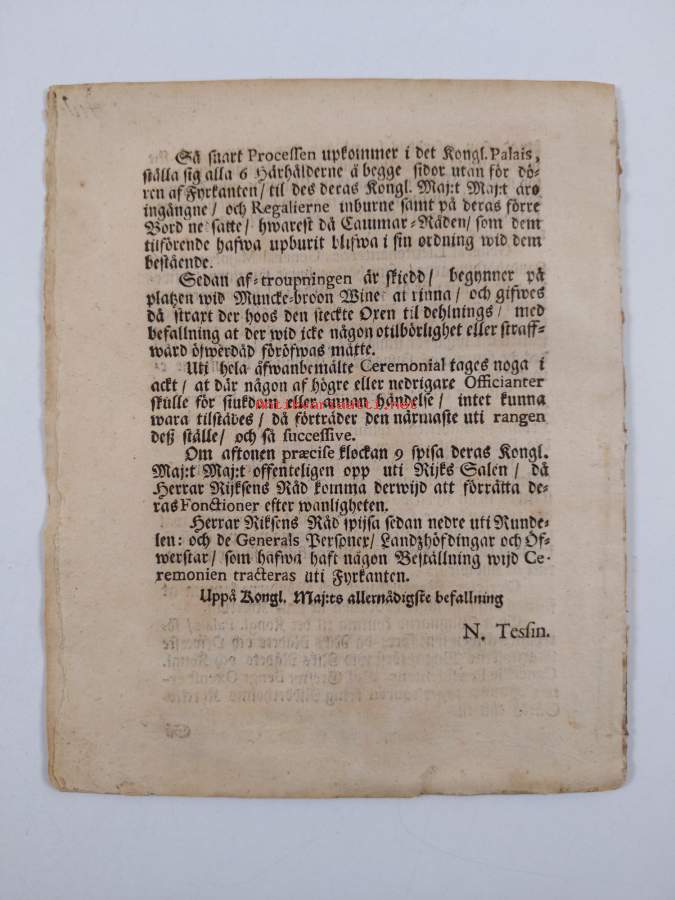 Så snart Processen upkommer i det Kongl. Palais,
ställa sig alla 6 Härhålderne å begge sidor utan för dö-
ren af Fyrkanten/ til des deras Kongl. Maj:t Maj:t äro
ingångne/ och Regalierne inburne samt på deras förre
Bord ne satte/ hwarest då Cammar-Råden/ som dem
tilförende hafwa upburit blifwa i sin ordning wid dem
bestående.
Sedan af-troupningen är skiedd/ begynner på
platzen wid Muncke-broon Wine at rinna/ och gifwes
då strart der hoos den steckte Oxen til dehlnings/ med
befallning at der wid icke någon otilbörlighet eller straff-
wärd öfwerdåd föröfwas måtte.
Uti hela äfwanbemälte Ceremonial tages noga i
ackt/ at där någon af högre eller nedrigare Officianter
skulle för siukdom eller annan händelse/ intet kunna
wara tilstädes/ då förträder den närmaste uti rangen
deß ställe/ och så successive.
Om aftonen præcise klockan 9 spisa deras Kongl.
Maj:t Maj:t offenteligen opp uti Rijks Salen/ då
Herrar Rijksens Råd komma derwijd att förrätta de-
ras Fonctioner efter wanligheten.
Herrar Riksens Råd spijsa sedan nedre uti Runde-
len: och de Generals Personer/ Landzhöfdingar och Öf-
werstar/ som hafwa haft någon Beställning wijd Ce-
remonien tracteras uti Fyrkanten.
Uppå Kongl. Maj:ts allernådigste befallning
N. Tessin.